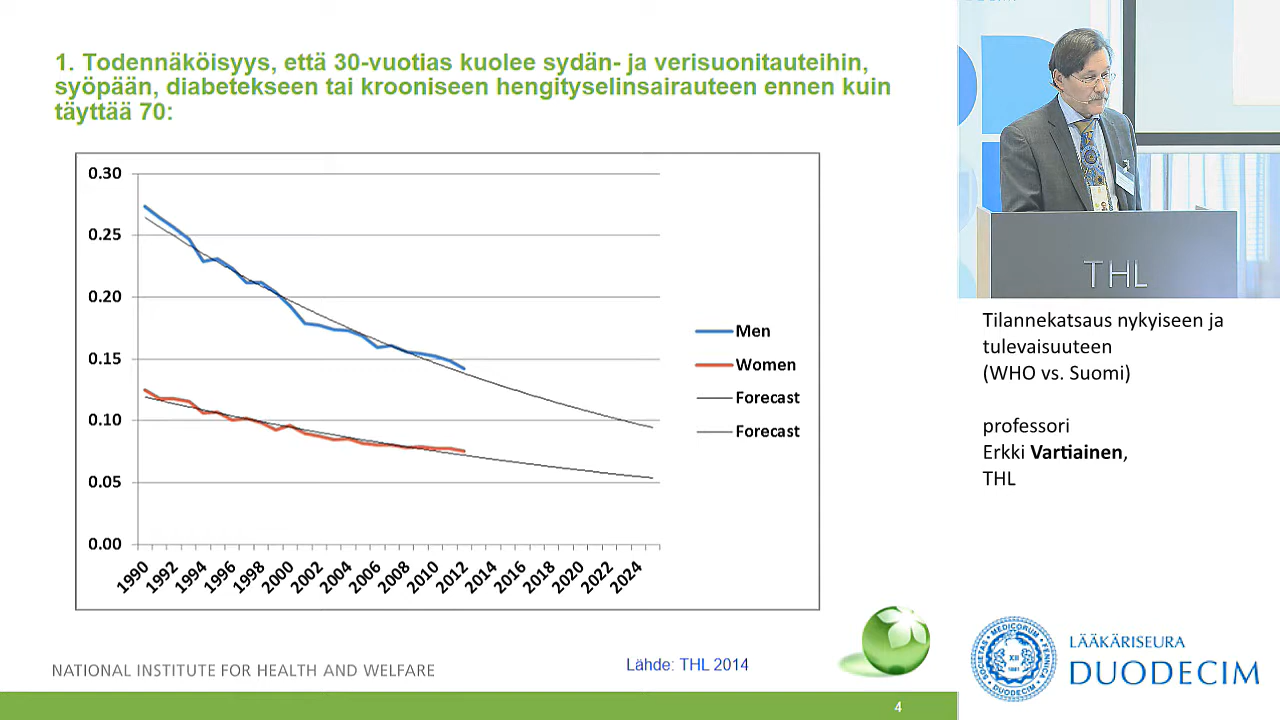 1. Todennäköisyys, että 30-vuotias kuolee sydän- ja verisuonitauteihin,
syöpään, diabetekseen tai krooniseen hengityselinsairauteen ennen kuin
täyttää 70:
0.30
0.25
0.20
0.15
0.10
0.05
0.00
1990
1992
1994
1996
1998
2000
2002
2004
2006
2008
2010
2012
2014
2016
2018
2020
2022
2024
Men
Women
Forecast
Forecast
NATIONAL INSTITUTE FOR HEALTH AND WELFARE
Lähde: THL 2014
4
THL
Tilannekatsaus nykyiseen ja
tulevaisuuteen
(WHO vs. Suomi)
professori
Erkki Vartiainen,
THL
LÄÄKÄRISEURA
DUODECIM